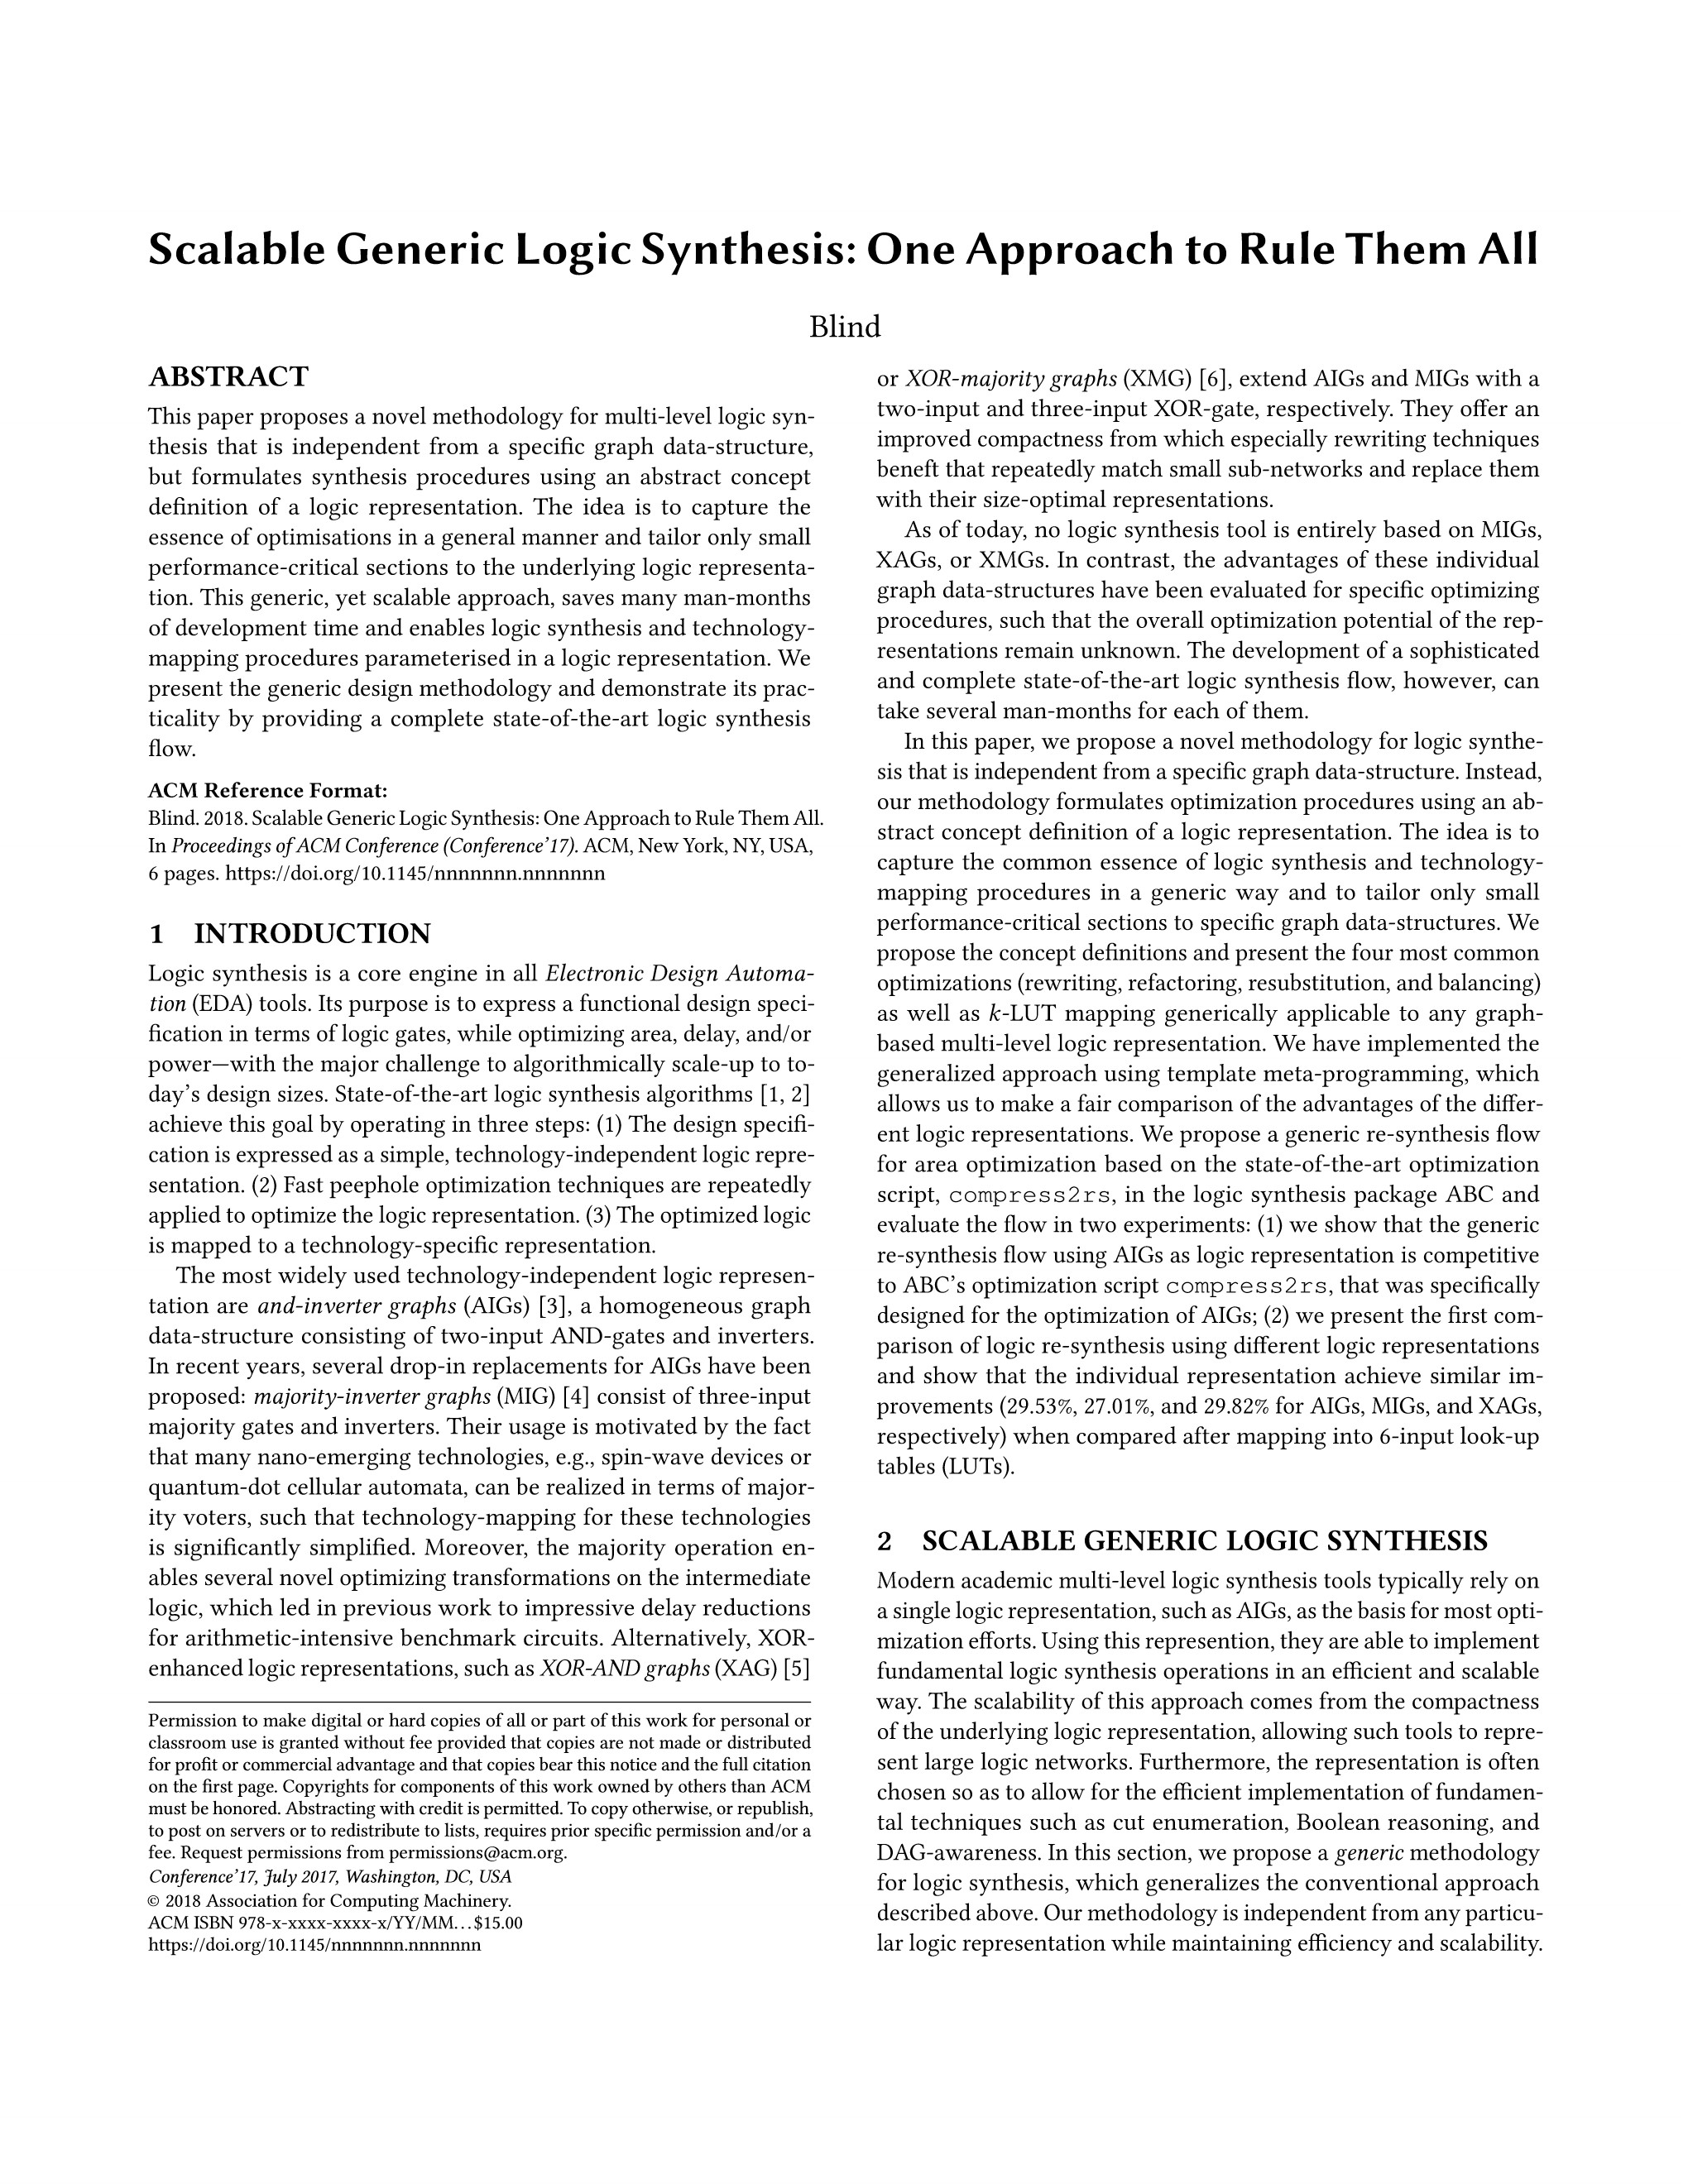 Scalable Generic Logic Synthesis: One Approach to Rule Them All
Blind
ABSTRACT
This paper proposes a novel methodology for multi-level logic syn-
thesis that is independent from a specific graph data-structure,
but formulates synthesis procedures using an abstract concept
definition of a logic representation. The idea is to capture the
essence of optimisations in a general manner and tailor only small
performance-critical sections to the underlying logic representa-
tion. This generic, yet scalable approach, saves many man-months
of development time and enables logic synthesis and technology-
mapping procedures parameterised in a logic representation. We
present the generic design methodology and demonstrate its prac-
ticality by providing a complete state-of-the-art logic synthesis
flow.
ACM Reference Format:
Blind. 2018. Scalable Generic Logic Synthesis: One Approach to Rule Them All.
In Proceedings of ACM Conference (Conference'17). ACM, New York, NY, USA,
6 pages. https://doi.org/10.1145/nnnnnnn.nnnnnnn
1 INTRODUCTION
Logic synthesis is a core engine in all Electronic Design Automa-
tion (EDA) tools. Its purpose is to express a functional design speci-
fication in terms of logic gates, while optimizing area, delay, and/or
power—with the major challenge to algorithmically scale-up to to-
day's design sizes. State-of-the-art logic synthesis algorithms [1, 2]
achieve this goal by operating in three steps: (1) The design specifi-
cation is expressed as a simple, technology-independent logic repre-
sentation. (2) Fast peephole optimization techniques are repeatedly
applied to optimize the logic representation. (3) The optimized logic
is mapped to a technology-specific representation.
The most widely used technology-independent logic represen-
tation are and-inverter graphs (AIGs) [3], a homogeneous graph
data-structure consisting of two-input AND-gates and inverters.
In recent years, several drop-in replacements for AIGs have been
proposed: majority-inverter graphs (MIG) [4] consist of three-input
majority gates and inverters. Their usage is motivated by the fact
that many nano-emerging technologies, e.g., spin-wave devices or
quantum-dot cellular automata, can be realized in terms of major-
ity voters, such that technology-mapping for these technologies
is significantly simplified. Moreover, the majority operation en-
ables several novel optimizing transformations on the intermediate
logic, which led in previous work to impressive delay reductions
for arithmetic-intensive benchmark circuits. Alternatively, XOR-
enhanced logic representations, such as XOR-AND graphs (XAG) [5]
Permission to make digital or hard copies of all or part of this work for personal or
classroom use is granted without fee provided that copies are not made or distributed
for profit or commercial advantage and that copies bear this notice and the full citation
on the first page. Copyrights for components of this work owned by others than ACM
must be honored. Abstracting with credit is permitted. To copy otherwise, or republish,
to post on servers or to redistribute to lists, requires prior specific permission and/or a
fee. Request permissions from permissions@acm.org.
Conference'17, July 2017, Washington, DC, USA
© 2018 Association for Computing Machinery.
ACM ISBN 978-x-xxxx-xxxx-x/YY/MM...$15.00
https://doi.org/10.1145/nnnnnnn.nnnnnnn
or XOR-majority graphs (XMG) [6], extend AIGs and MIGs with a
two-input and three-input XOR-gate, respectively. They offer an
improved compactness from which especially rewriting techniques
beneft that repeatedly match small sub-networks and replace them
with their size-optimal representations.
As of today, no logic synthesis tool is entirely based on MIGs,
XAGs, or XMGs. In contrast, the advantages of these individual
graph data-structures have been evaluated for specific optimizing
procedures, such that the overall optimization potential of the rep-
resentations remain unknown. The development of a sophisticated
and complete state-of-the-art logic synthesis flow, however, can
take several man-months for each of them.
In this paper, we propose a novel methodology for logic synthe-
sis that is independent from a specific graph data-structure. Instead,
our methodology formulates optimization procedures using an ab-
stract concept definition of a logic representation. The idea is to
capture the common essence of logic synthesis and technology-
mapping procedures in a generic way and to tailor only small
performance-critical sections to specific graph data-structures. We
propose the concept definitions and present the four most common
optimizations (rewriting, refactoring, resubstitution, and balancing)
as well as k-LUT mapping generically applicable to any graph-
based multi-level logic representation. We have implemented the
generalized approach using template meta-programming, which
allows us to make a fair comparison of the advantages of the differ-
ent logic representations. We propose a generic re-synthesis flow
for area optimization based on the state-of-the-art optimization
script, compress2rs, in the logic synthesis package ABC and
evaluate the flow in two experiments: (1) we show that the generic
re-synthesis flow using AIGs as logic representation is competitive
to ABC's optimization script compress2rs, that was specifically
designed for the optimization of AIGs; (2) we present the first com-
parison of logic re-synthesis using different logic representations
and show that the individual representation achieve similar im-
provements (29.53%, 27.01%, and 29.82% for AIGs, MIGs, and XAGs,
respectively) when compared after mapping into 6-input look-up
tables (LUTs).
2 SCALABLE GENERIC LOGIC SYNTHESIS
Modern academic multi-level logic synthesis tools typically rely on
a single logic representation, such as AIGs, as the basis for most opti-
mization efforts. Using this represention, they are able to implement
fundamental logic synthesis operations in an efficient and scalable
way. The scalability of this approach comes from the compactness
of the underlying logic representation, allowing such tools to repre-
sent large logic networks. Furthermore, the representation is often
chosen so as to allow for the efficient implementation of fundamen-
tal techniques such as cut enumeration, Boolean reasoning, and
DAG-awareness. In this section, we propose a generic methodology
for logic synthesis, which generalizes the conventional approach
described above. Our methodology is independent from any particu-
lar logic representation while maintaining efficiency and scalability.